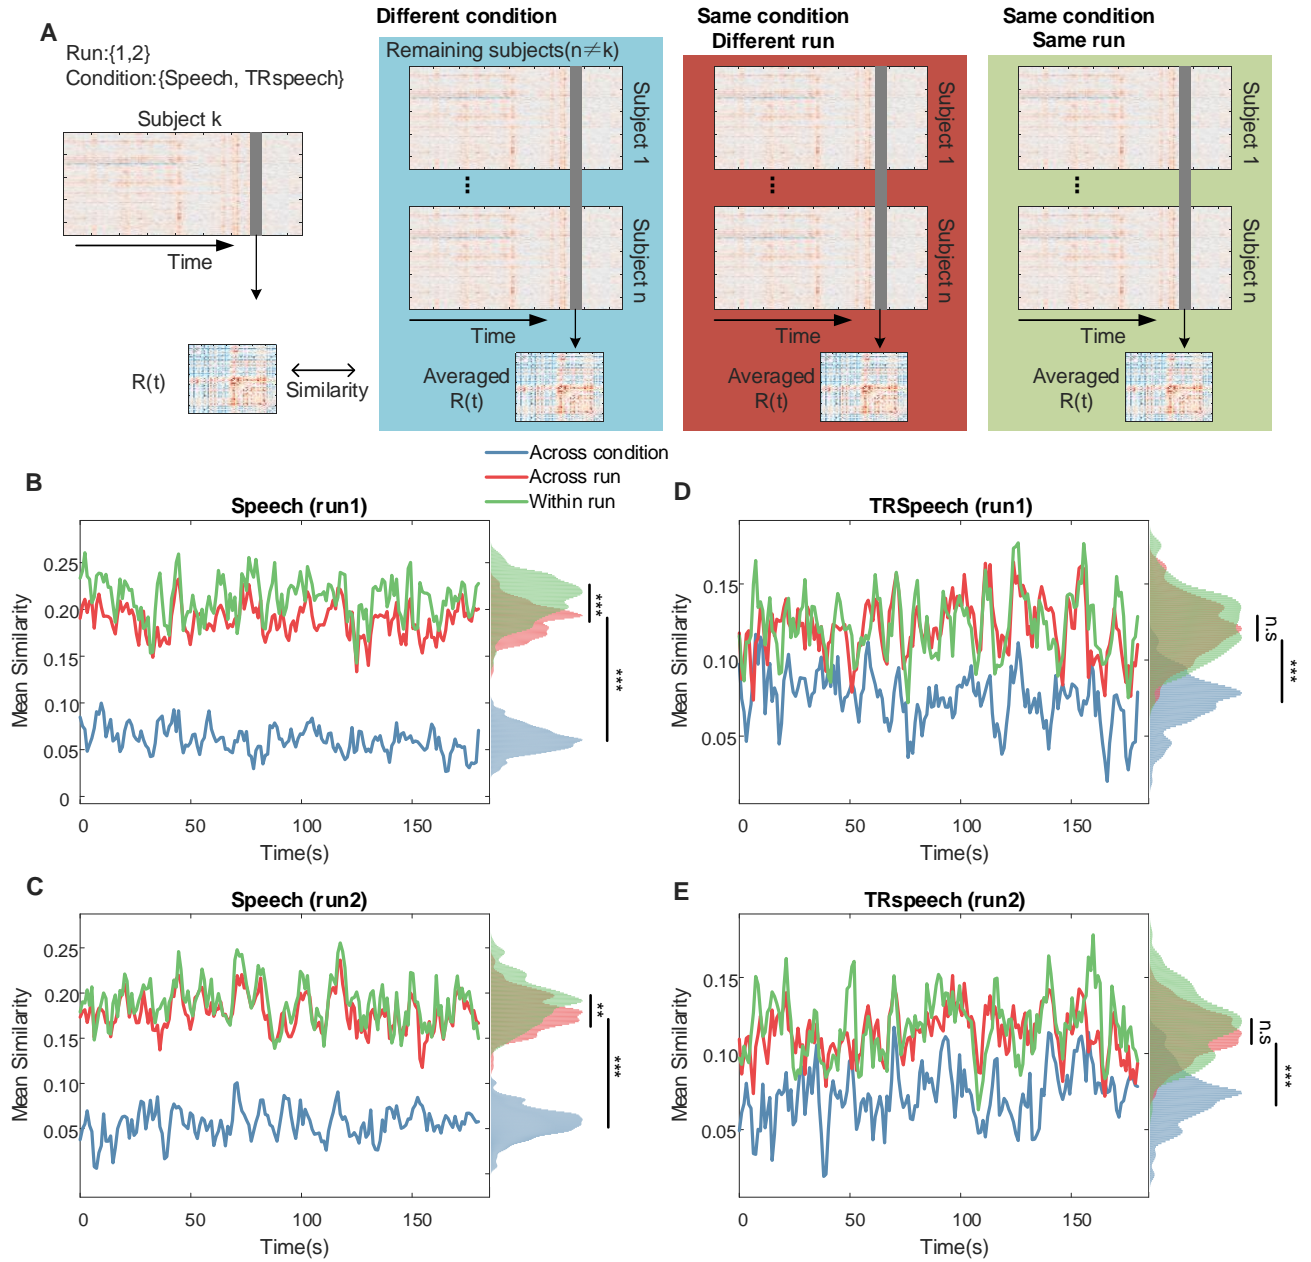 A
Run:{1,2}
Condition:{Speech, TRspeech}
Subject k
Time
R(t)
Similarity
Different condition
Remaining subjects(n≠k)
Subject 1
...
Subject n
Time
Averaged
R(t)
Same condition
Different run
Subject 1
...
Subject n
Time
Averaged
R(t)
Same condition
Same run
Subject 1
...
Subject n
Time
Averaged
R(t)
Across condition
Across run
Within run
B
Speech (run1)
Mean Similarity
0.25
0.20
0.15
0.10
0.05
0
0
50
100
150
Time(s)
***
***
D
TRSpeech (run1)
Mean Similarity
0.15
0.10
0.05
0
50
100
150
Time(s)
n.s
***
C
Speech (run2)
Mean Similarity
0.25
0.20
0.15
0.10
0.05
0
50
100
150
Time(s)
**
***
E
TRspeech (run2)
Mean Similarity
0.15
0.10
0.05
0
50
100
150
Time(s)
n.s
***